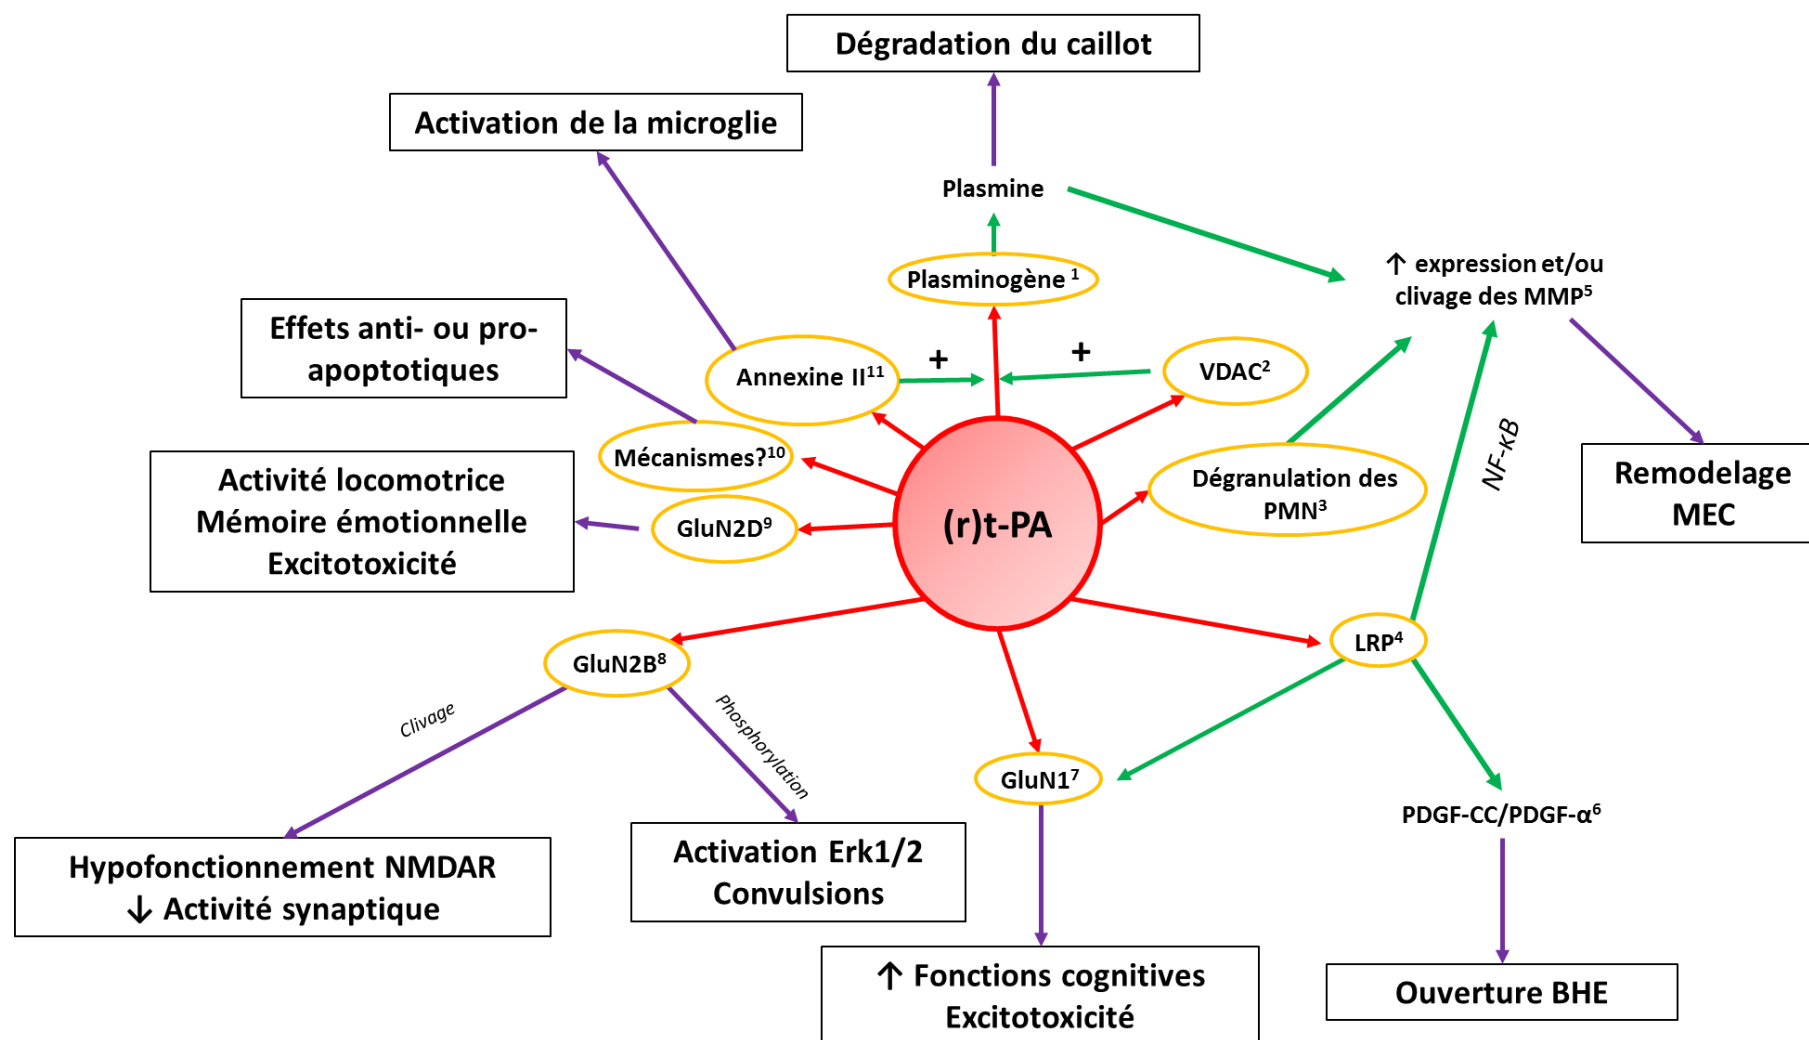 Dégradation du caillot
Activation de la microglie
Plasmine
↑ expression et/ou
clivage des MMP⁵
Plasminogène ¹
Effets anti- ou pro-
apoptotiques
Annexine II¹¹
+
+
VDAC²
Mécanismes?¹⁰
NF-κB
Activité locomotrice
Mémoire émotionnelle
Excitotoxicité
GluN2D⁹
(r)t-PA
Dégranulation des
PMN³
Remodelage
MEC
GluN2B⁸
LRP⁴
Clivage
Phosphorylation
GluN1⁷
PDGF-CC/PDGF-α⁶
Hypofonctionnement NMDAR
↓ Activité synaptique
Activation Erk1/2
Convulsions
↑ Fonctions cognitives
Excitotoxicité
Ouverture BHE